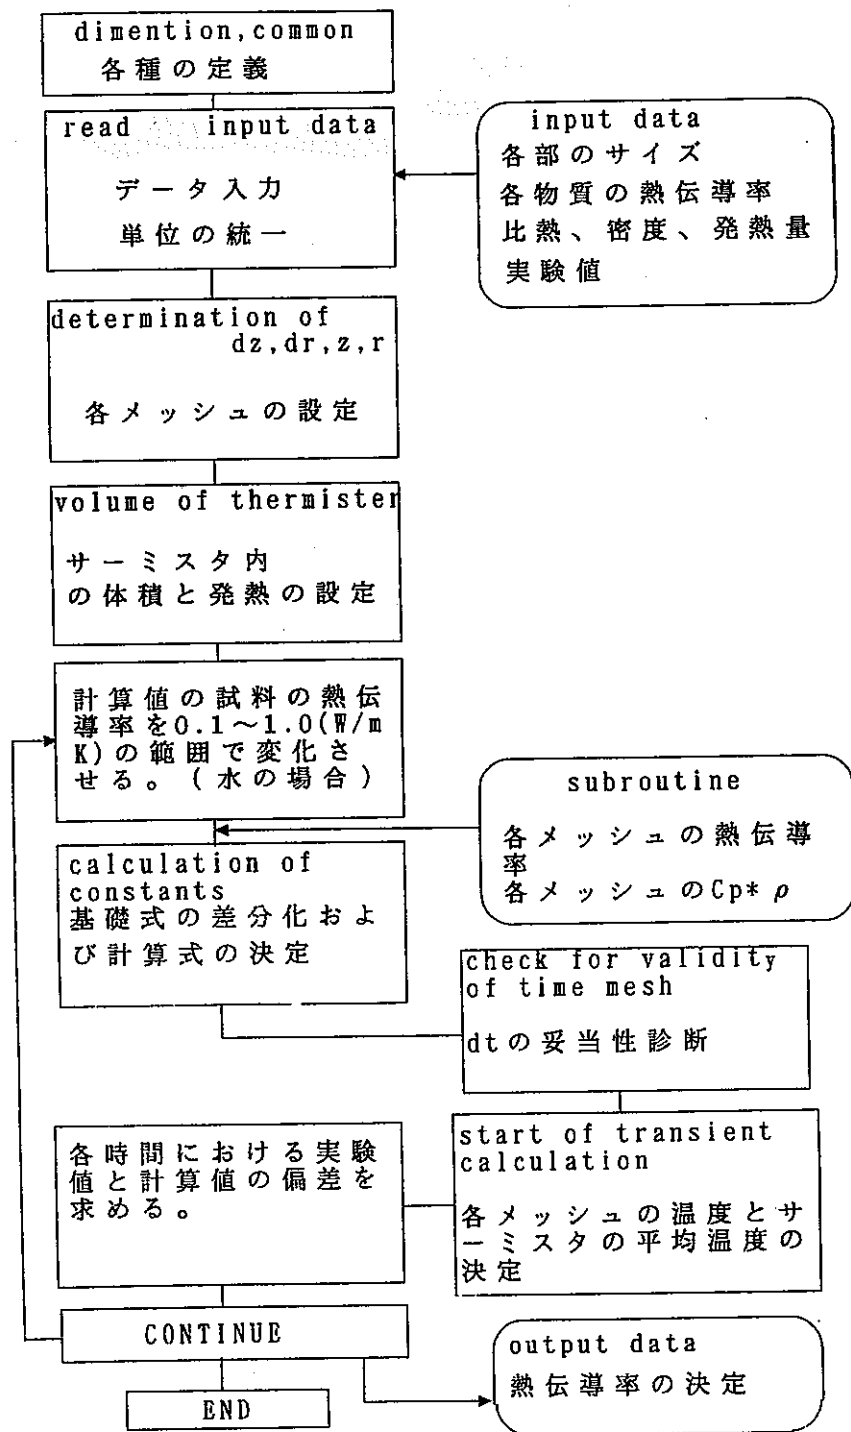 dimention,common
各種の定義
read input data
データ入力
単位の統一
input data
各部のサイズ
各物質の熱伝導率
比熱、密度、発熱量
実験値
determination of
dz,dr,z,r
各メッシュの設定
volume of thermister
サーミスタ内
の体積と発熱の設定
計算値の試料の熱伝
導率を0.1～1.0(W/m
K)の範囲で変化さ
せる。(水の場合)
subroutine
各メッシュの熱伝導
率
各メッシュのCp*ρ
calculation of
constants
基礎式の差分化およ
び計算式の決定
check for validity
of time mesh
dtの妥当性診断
start of transient
calculation
各メッシュの温度とサ
ーミスタの平均温度の
決定
各時間における実験
値と計算値の偏差を
求める。
CONTINUE
output data
熱伝導率の決定
END